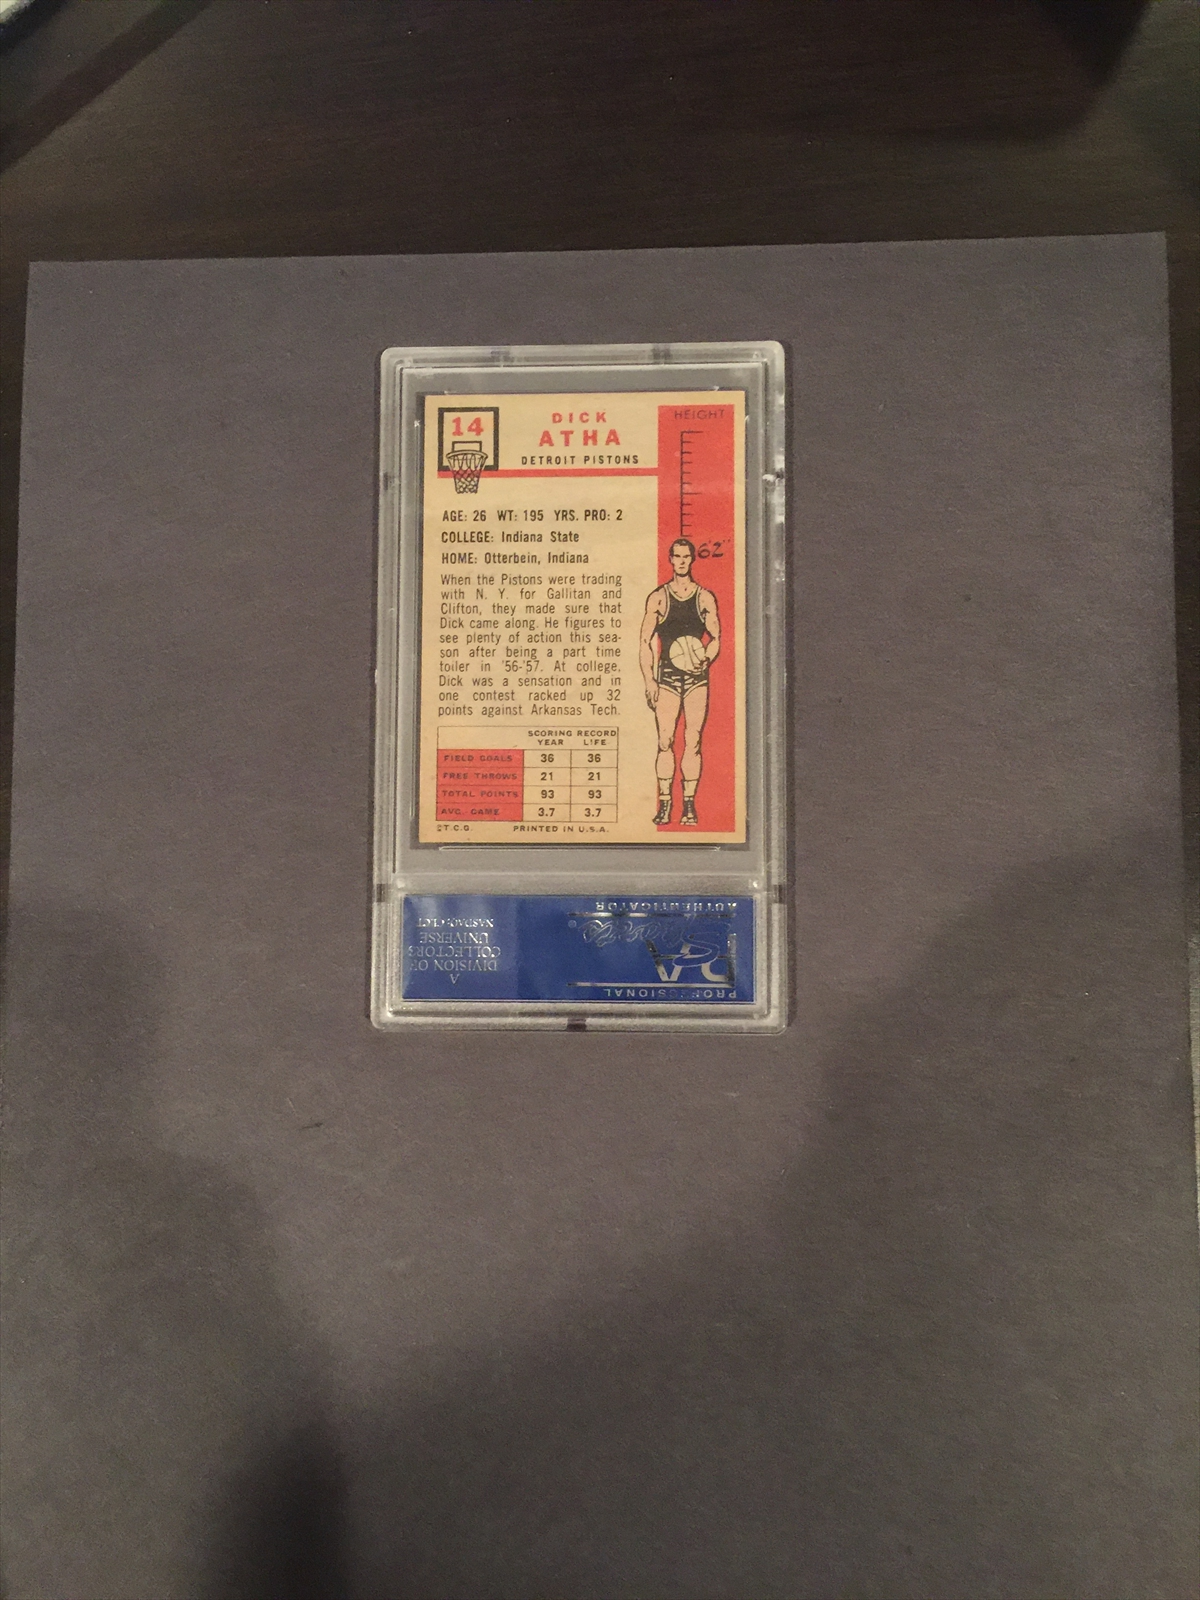 14
DICK
ATHA
DETROIT PISTONS
HEIGHT
6'2"
AGE: 26 WT: 195 YRS. PRO: 2
COLLEGE: Indiana State
HOME: Otterbein, Indiana
When the Pistons were trading
with N. Y. for Gallitan and
Clifton, they made sure that
Dick came along. He figures to
see plenty of action this sea-
son after being a part time
toiler in '56-'57. At college,
Dick was a sensation and in
one contest racked up 32
points against Arkansas Tech.
SCORING RECORD
YEAR LIFE
FIELD GOALS 36 36
FREE THROWS 21 21
TOTAL POINTS 93 93
AVG. GAME 3.7 3.7
©T.C.G. PRINTED IN U.S.A.
PROFESSIONAL
PSA
Sports®
AUTHENTICATOR
A
DIVISION OF
COLLECTORS
UNIVERSE
NASDAQ: CLCT